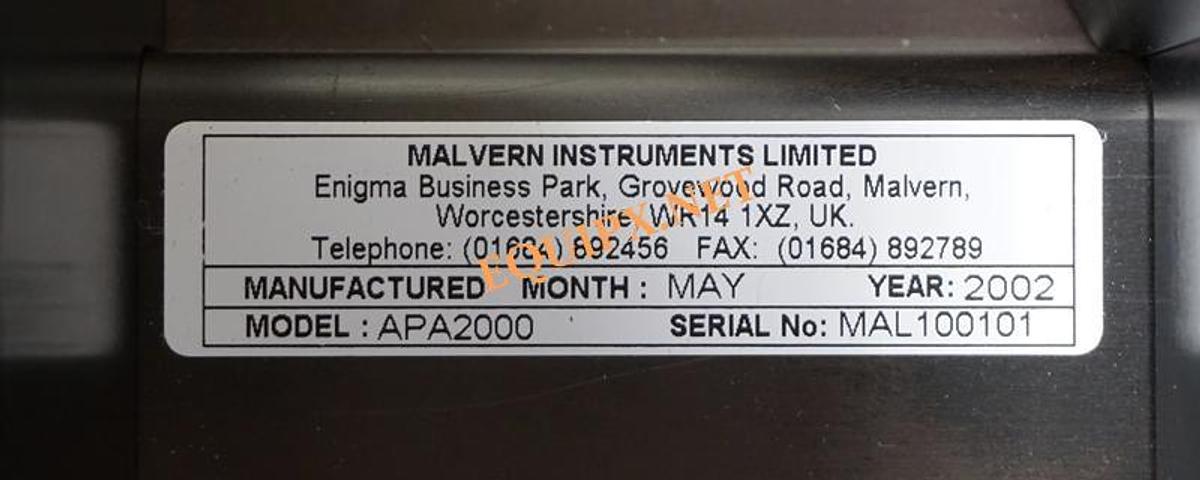 MALVERN INSTRUMENTS LIMITED
Enigma Business Park, Grovewood Road, Malvern,
Worcestershire, WR14 1XZ, UK.
Telephone: (01684) 892456 FAX: (01684) 892789
MANUFACTURED MONTH : MAY YEAR: 2002
MODEL : APA2000 SERIAL No: MAL100101
EQUIPX.NET